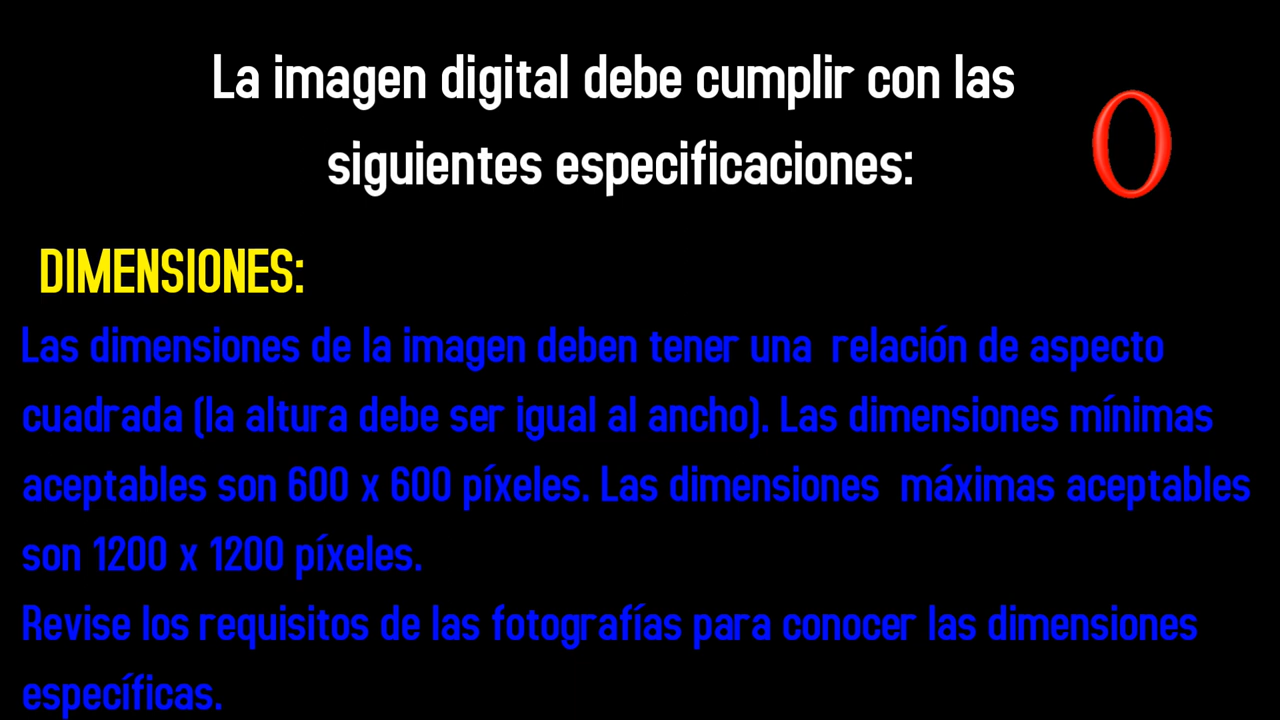 La imagen digital debe cumplir con las
siguientes especificaciones:
0
DIMENSIONES:
Las dimensiones de la imagen deben tener una relación de aspecto
cuadrada (la altura debe ser igual al ancho). Las dimensiones mínimas
aceptables son 600 x 600 píxeles. Las dimensiones máximas aceptables
son 1200 x 1200 píxeles.
Revise los requisitos de las fotografías para conocer las dimensiones
específicas.